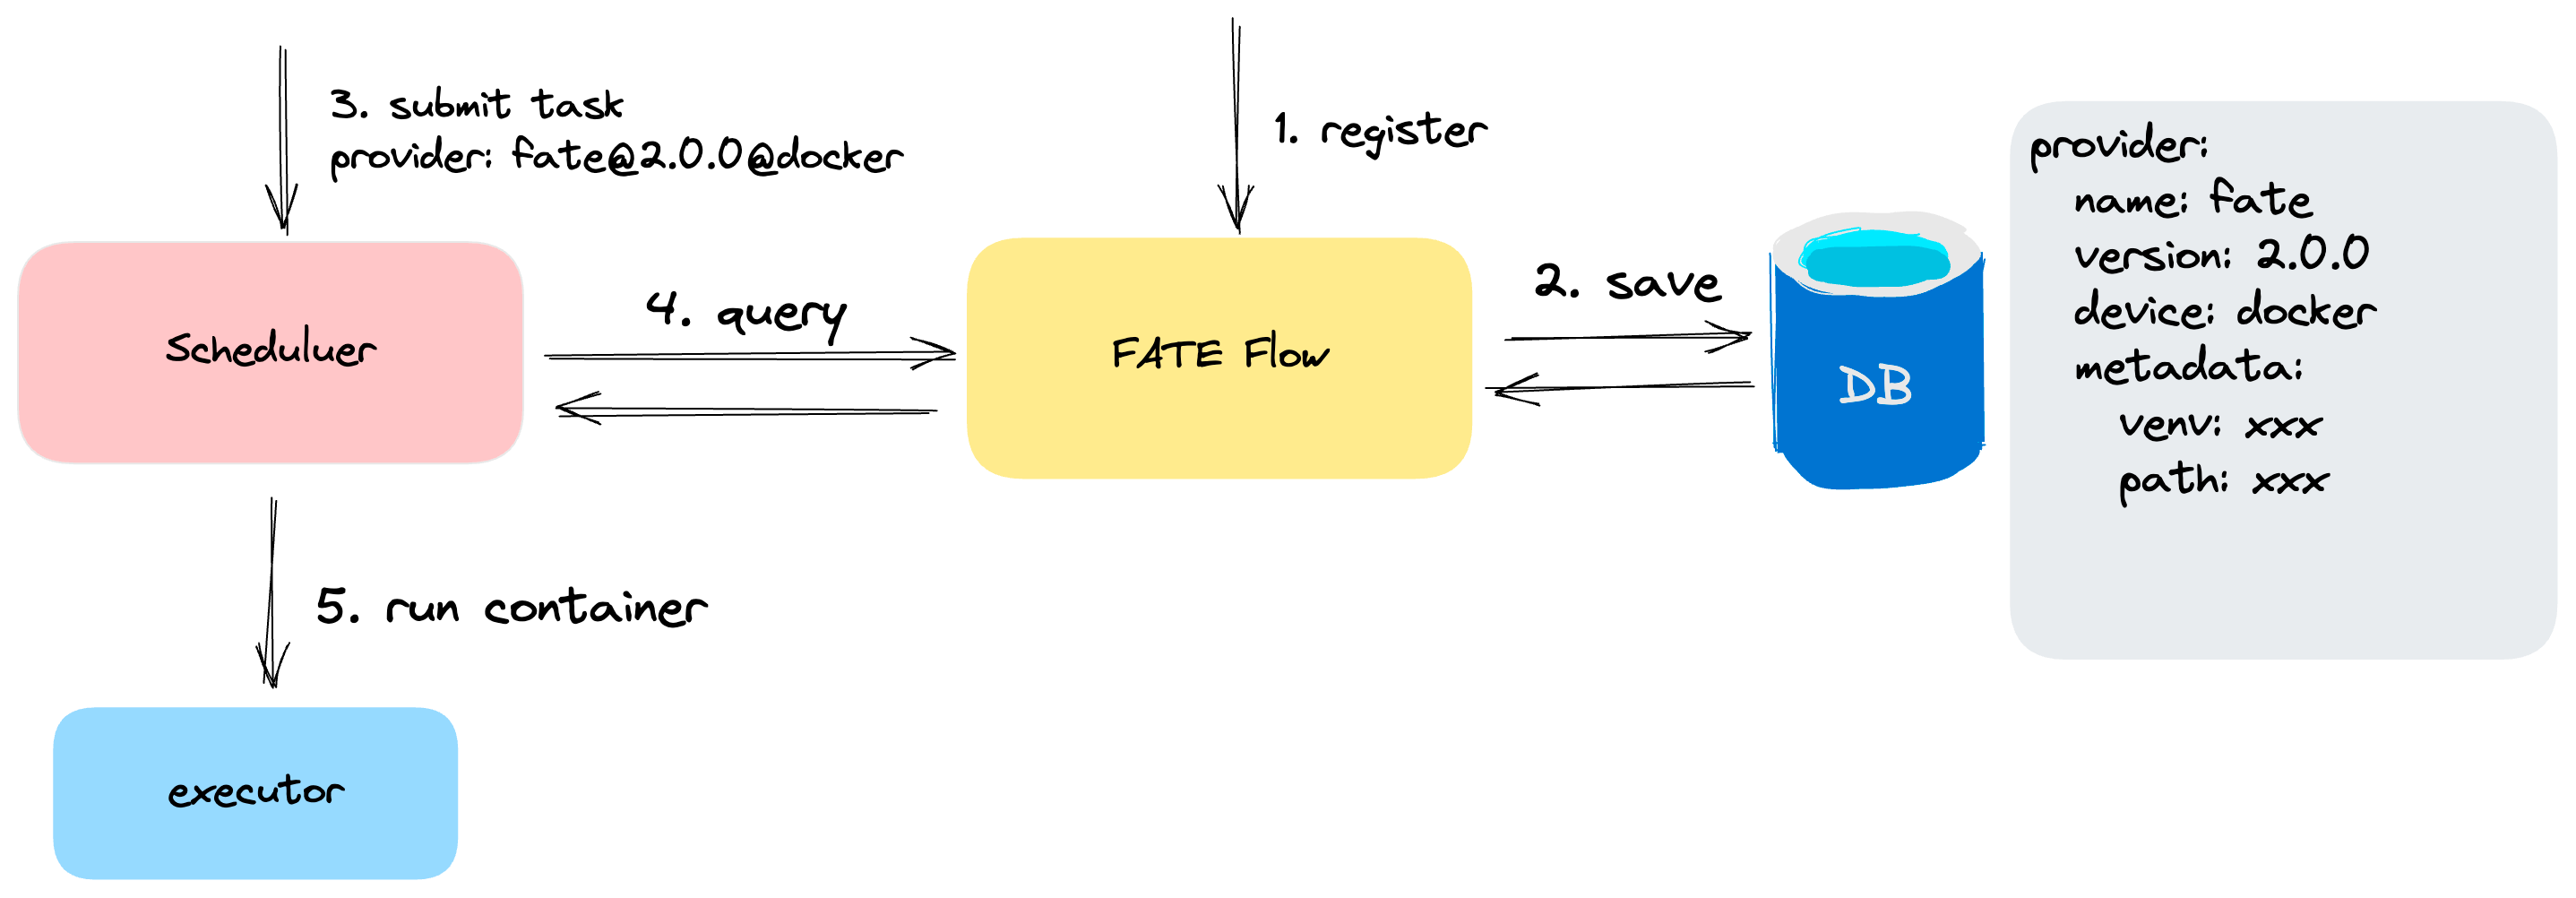 3. submit task
provider: fate@2.0.0@docker
1. register
Scheduluer
4. query
FATE Flow
2. save
DB
provider:
name: fate
version: 2.0.0
device: docker
metadata:
venv: xxx
path: xxx
5. run container
executor